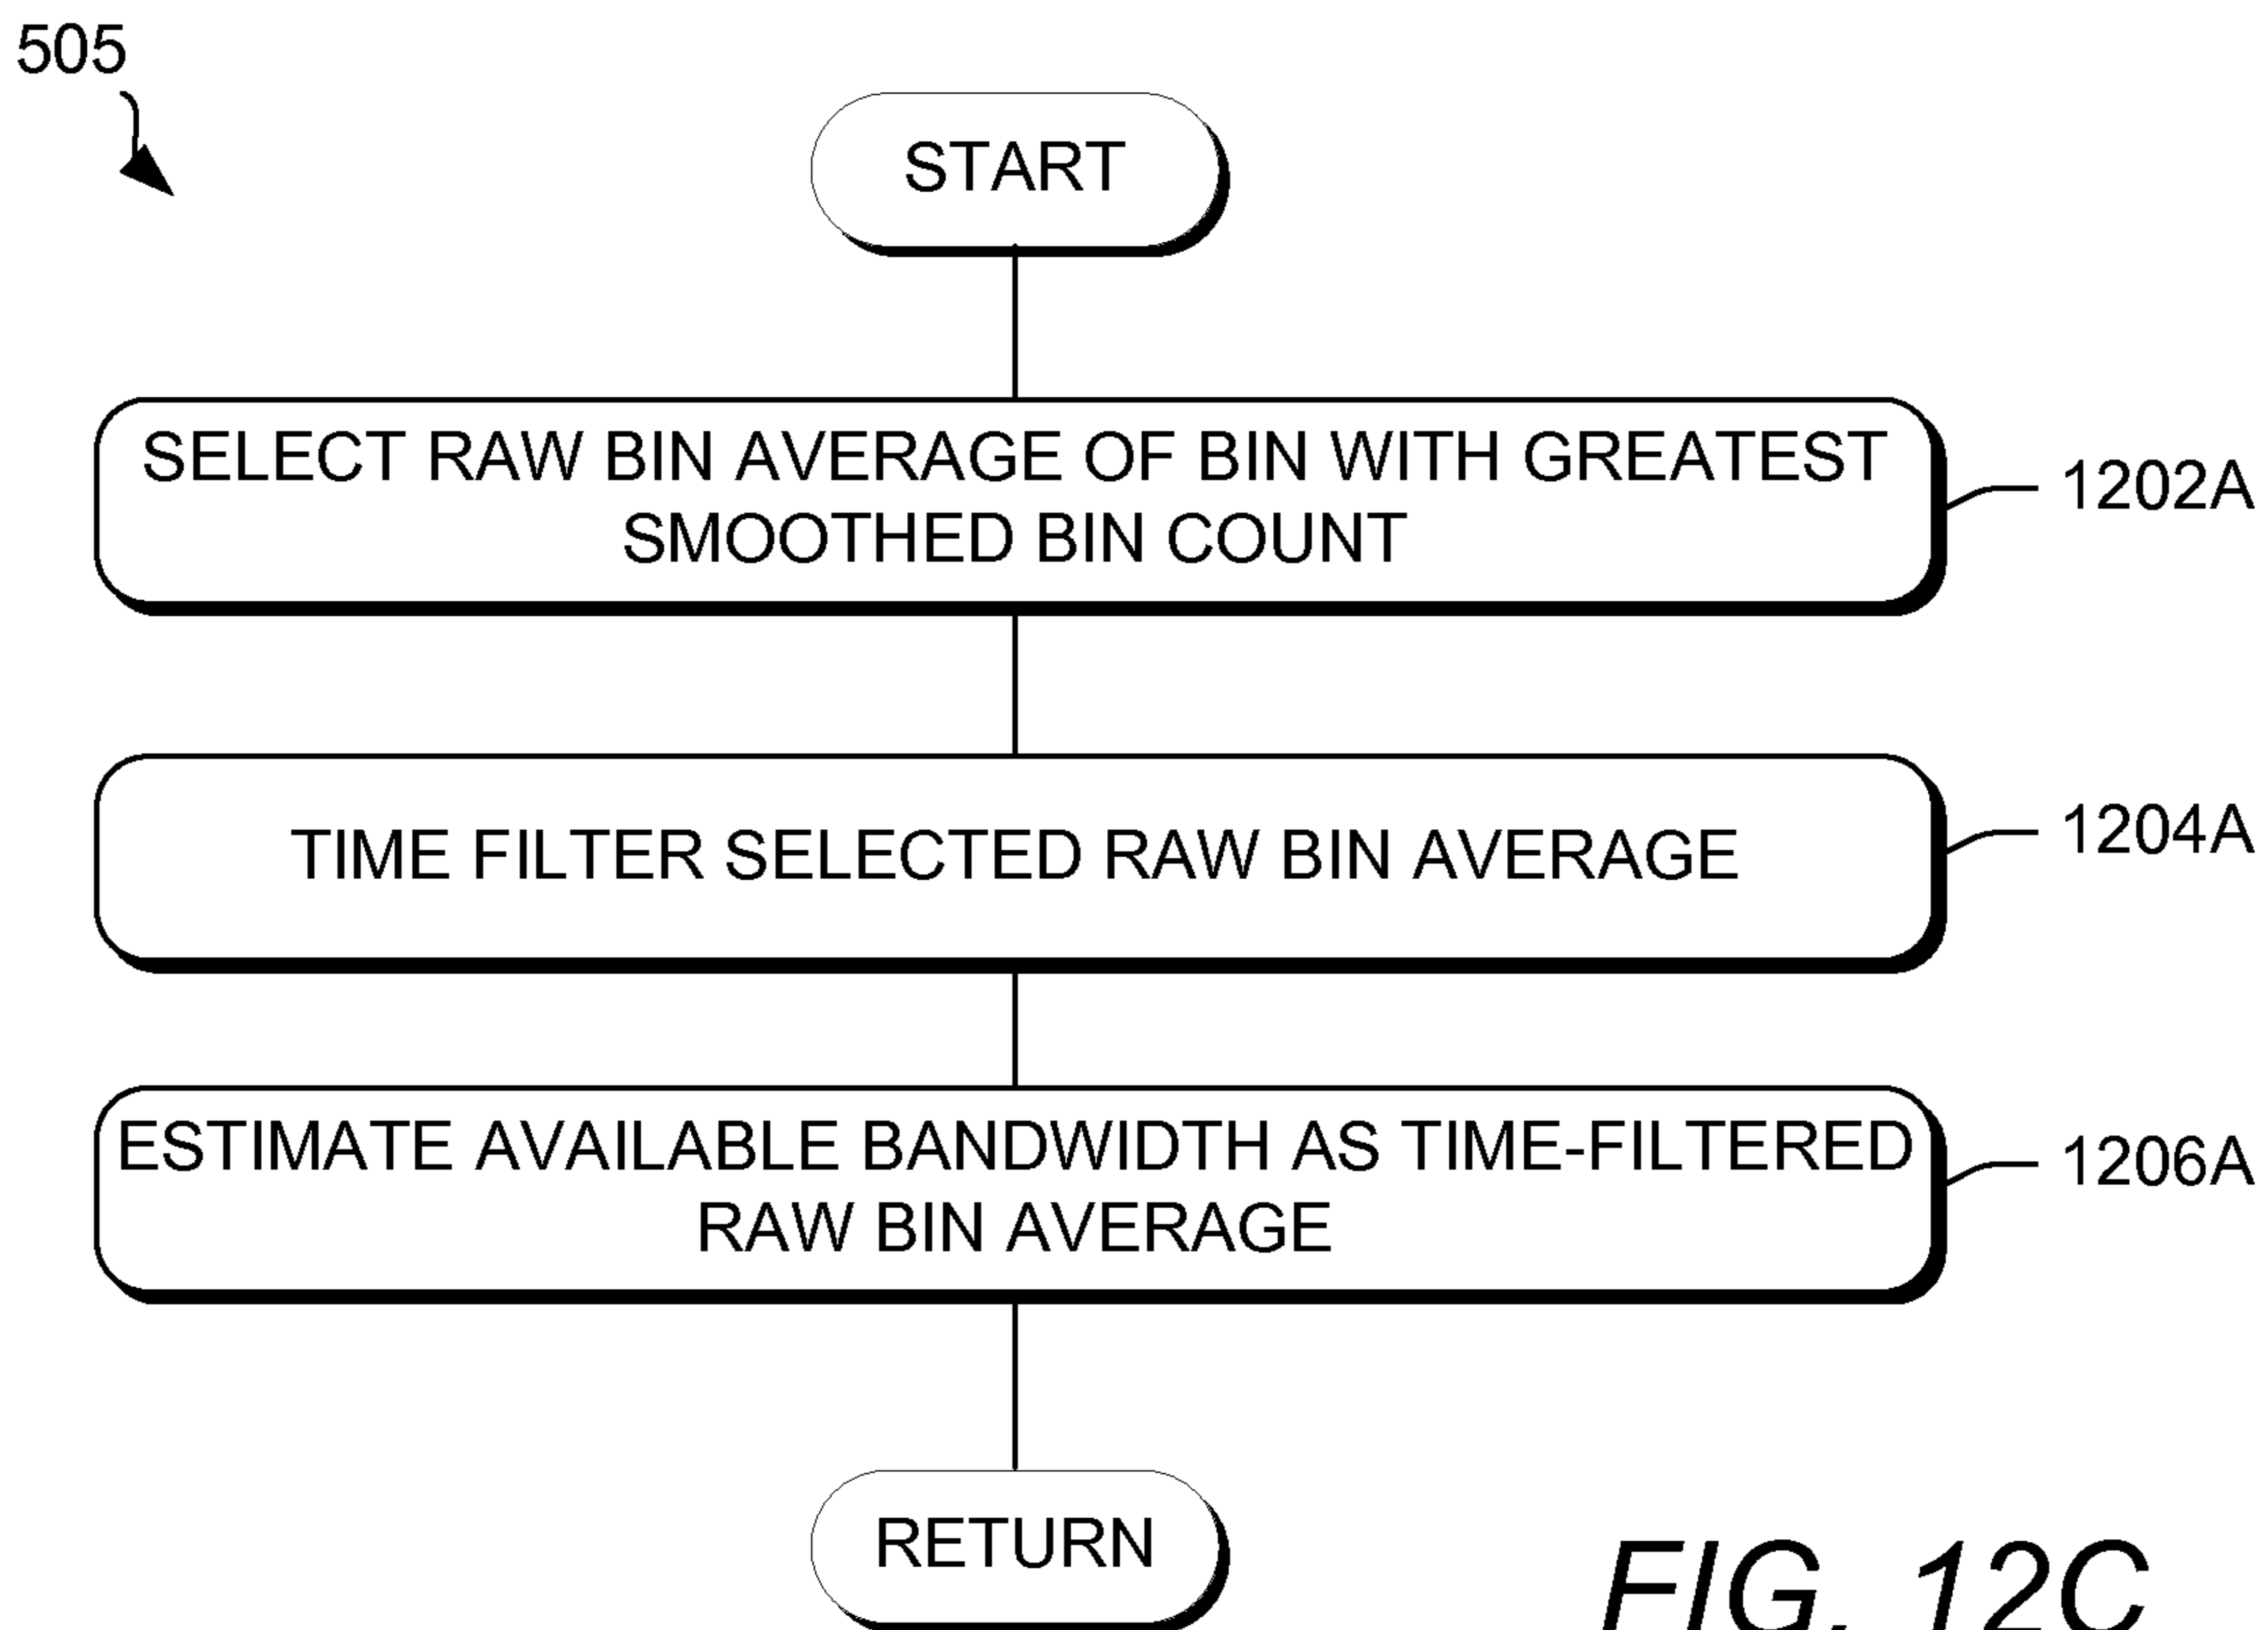 505
START
SELECT RAW BIN AVERAGE OF BIN WITH GREATEST
SMOOTHED BIN COUNT
1202A
TIME FILTER SELECTED RAW BIN AVERAGE
1204A
ESTIMATE AVAILABLE BANDWIDTH AS TIME-FILTERED
RAW BIN AVERAGE
1206A
RETURN
FIG. 12C